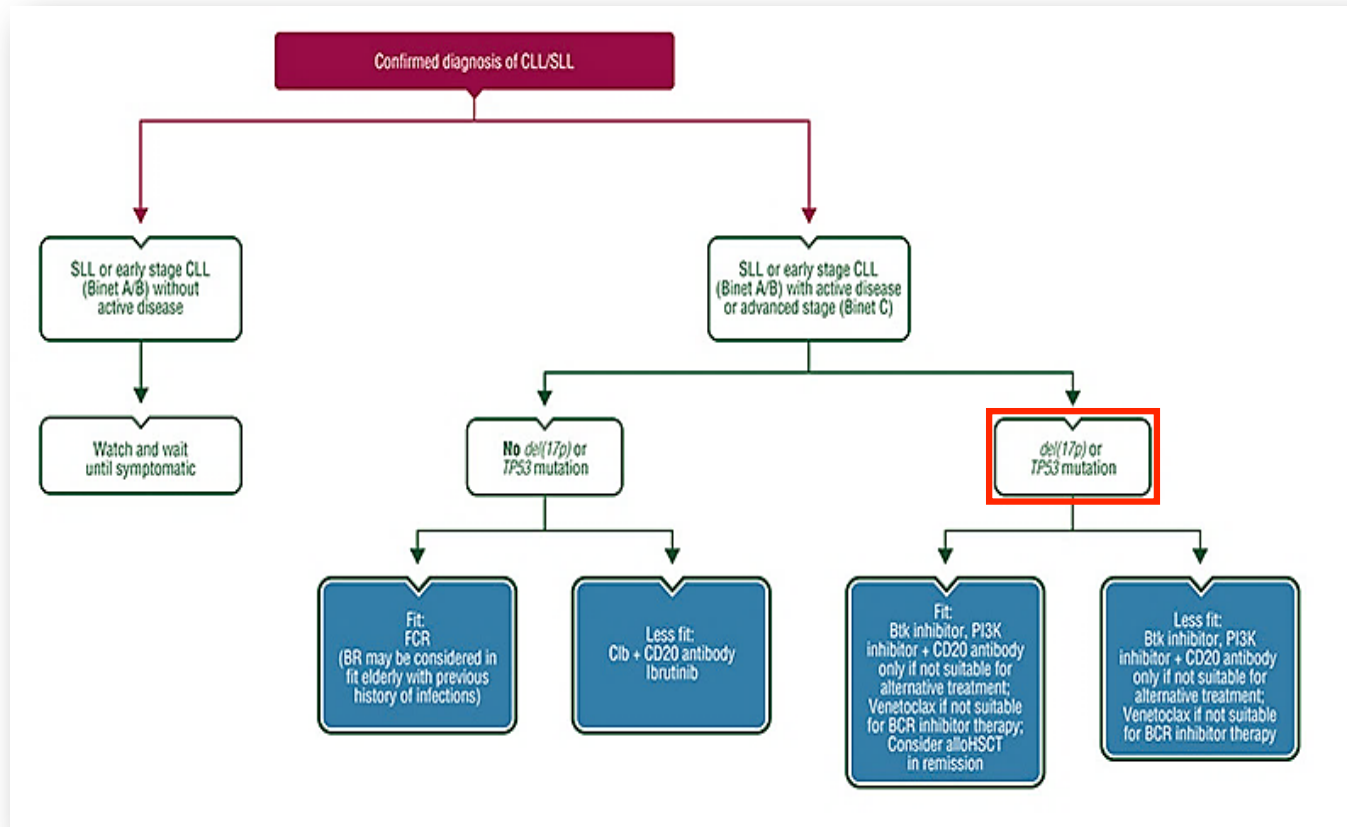 Confirmed diagnosis of CLL/SLL
SLL or early stage CLL
(Binet A/B) without
active disease
SLL or early stage CLL
(Binet A/B) with active disease
or advanced stage (Binet C)
Watch and wait
until symptomatic
No del(17p) or
TP53 mutation
del(17p) or
TP53 mutation
Fit:
FCR
(BR may be considered in
fit elderly with previous
history of infections)
Less fit:
Clb + CD20 antibody
Ibrutinib
Fit:
Btk inhibitor, PI3K
inhibitor + CD20 antibody
only if not suitable for
alternative treatment;
Venetoclax if not suitable
for BCR inhibitor therapy;
Consider alloHSCT
in remission
Less fit:
Btk inhibitor, PI3K
inhibitor + CD20 antibody
only if not suitable for
alternative treatment;
Venetoclax if not suitable
for BCR inhibitor therapy